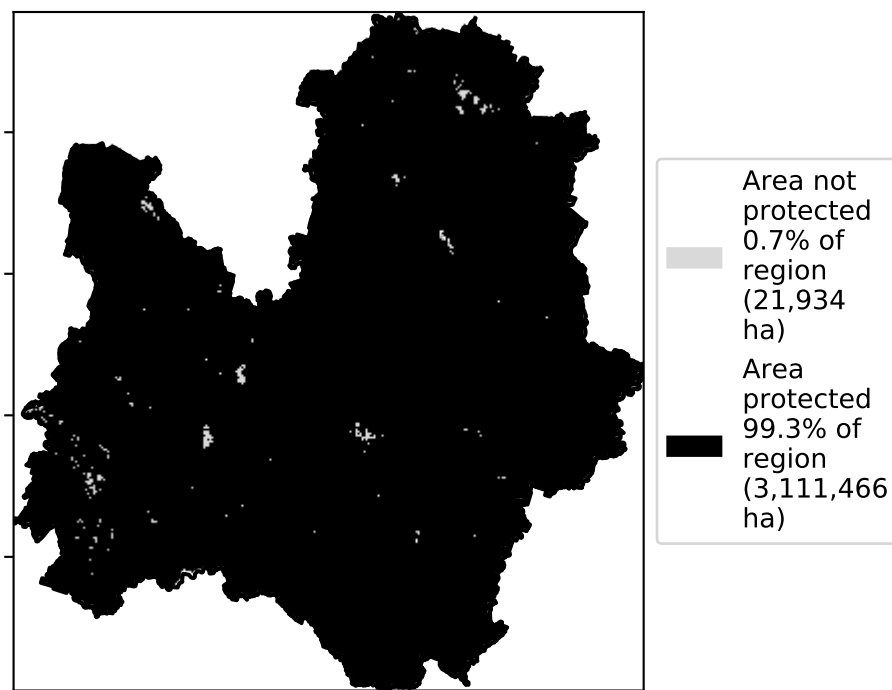 Area not
protected
0.7% of
region
(21,934
ha)
Area
protected
99.3% of
region
(3,111,466
ha)